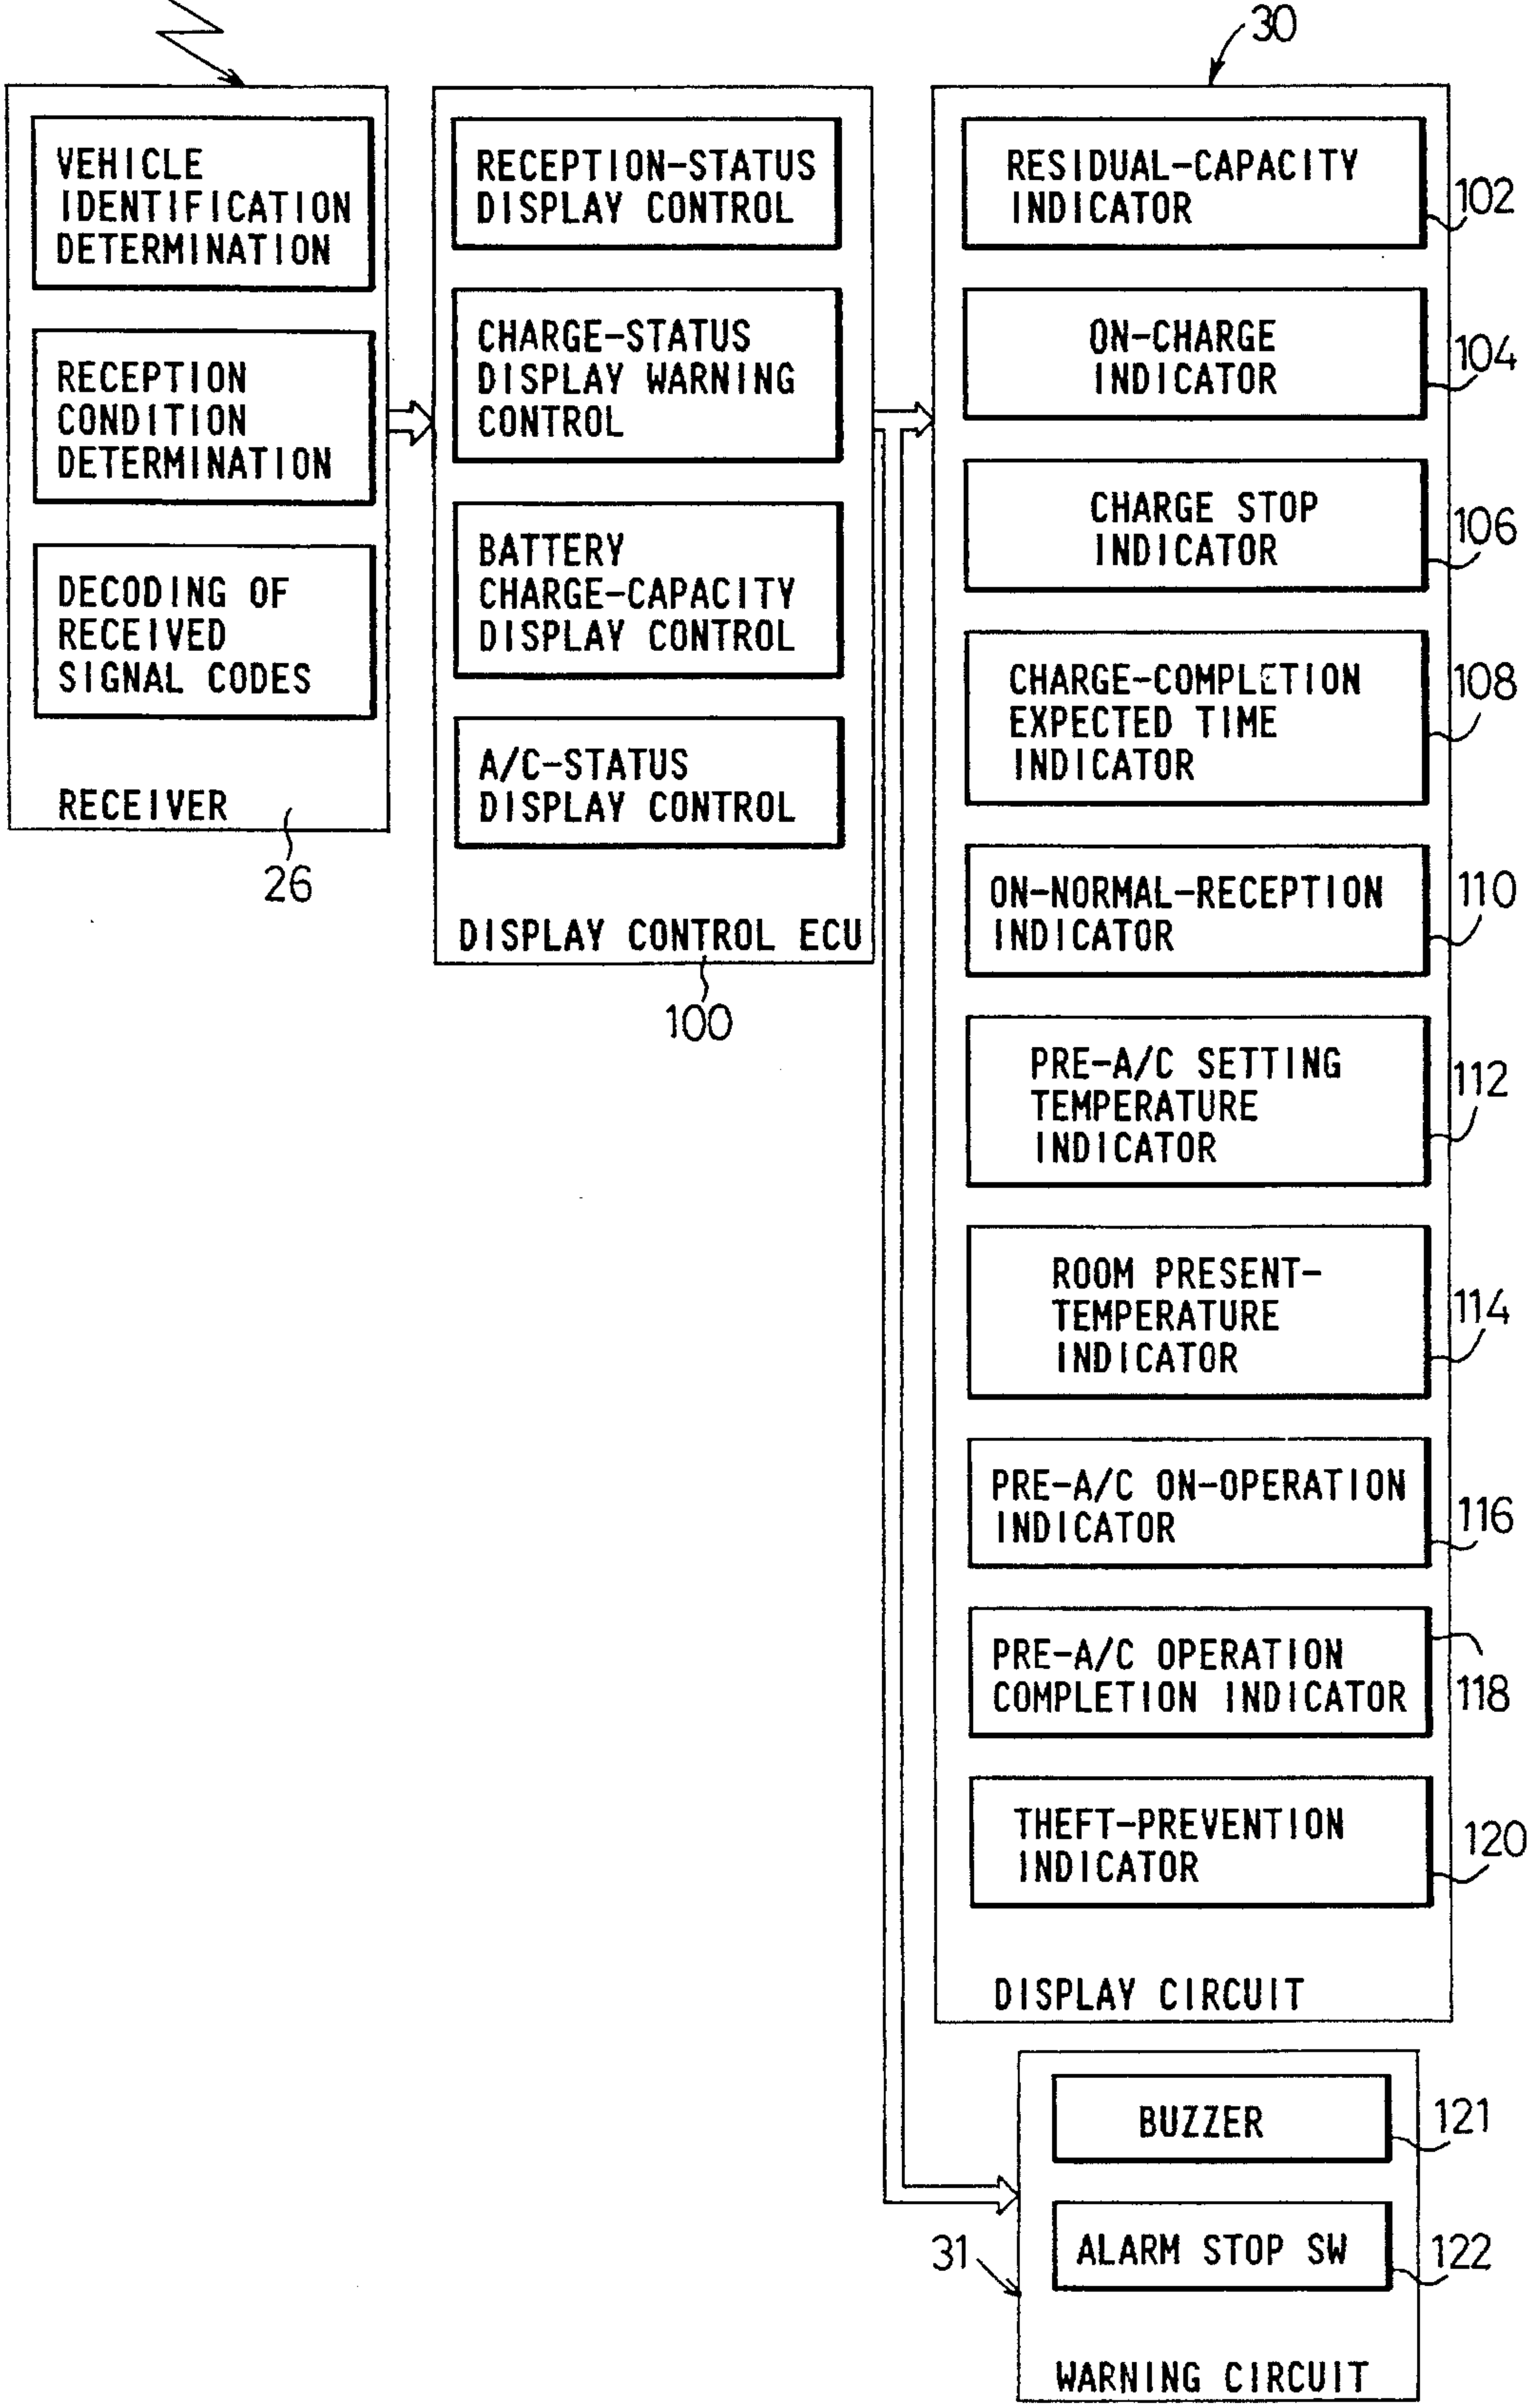 VEHICLE
IDENTIFICATION
DETERMINATION
RECEPTION
CONDITION
DETERMINATION
DECODING OF
RECEIVED
SIGNAL CODES
RECEIVER
26
RECEPTION-STATUS
DISPLAY CONTROL
CHARGE-STATUS
DISPLAY WARNING
CONTROL
BATTERY
CHARGE-CAPACITY
DISPLAY CONTROL
A/C-STATUS
DISPLAY CONTROL
DISPLAY CONTROL ECU
100
30
RESIDUAL-CAPACITY
INDICATOR
102
ON-CHARGE
INDICATOR
104
CHARGE STOP
INDICATOR
106
CHARGE-COMPLETION
EXPECTED TIME
INDICATOR
108
ON-NORMAL-RECEPTION
INDICATOR
110
PRE-A/C SETTING
TEMPERATURE
INDICATOR
112
ROOM PRESENT-
TEMPERATURE
INDICATOR
114
PRE-A/C ON-OPERATION
INDICATOR
116
PRE-A/C OPERATION
COMPLETION INDICATOR
118
THEFT-PREVENTION
INDICATOR
120
DISPLAY CIRCUIT
BUZZER
121
ALARM STOP SW
122
31
WARNING CIRCUIT